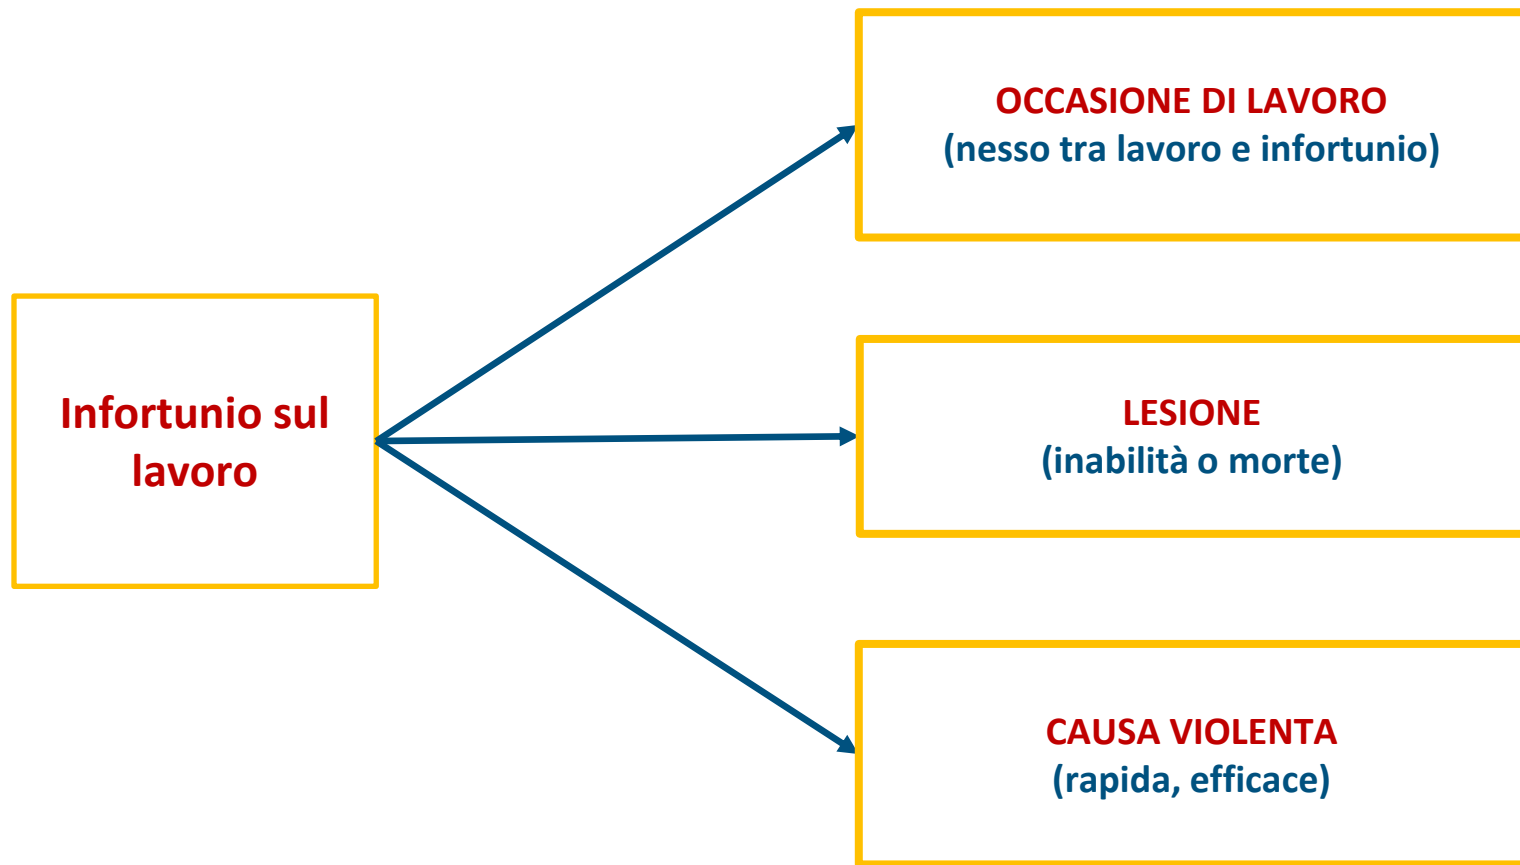 Infortunio sul
lavoro
OCCASIONE DI LAVORO
(nesso tra lavoro e infortunio)
LESIONE
(inabilità o morte)
CAUSA VIOLENTA
(rapida, efficace)